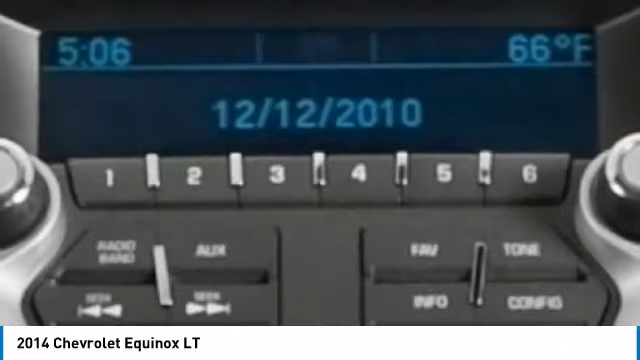 5:06 66°F
12/12/2010
1 2 3 4 5 6
RADIO BAND AUX FAV TONE
SEEK SEEK INFO CONFIG
2014 Chevrolet Equinox LT